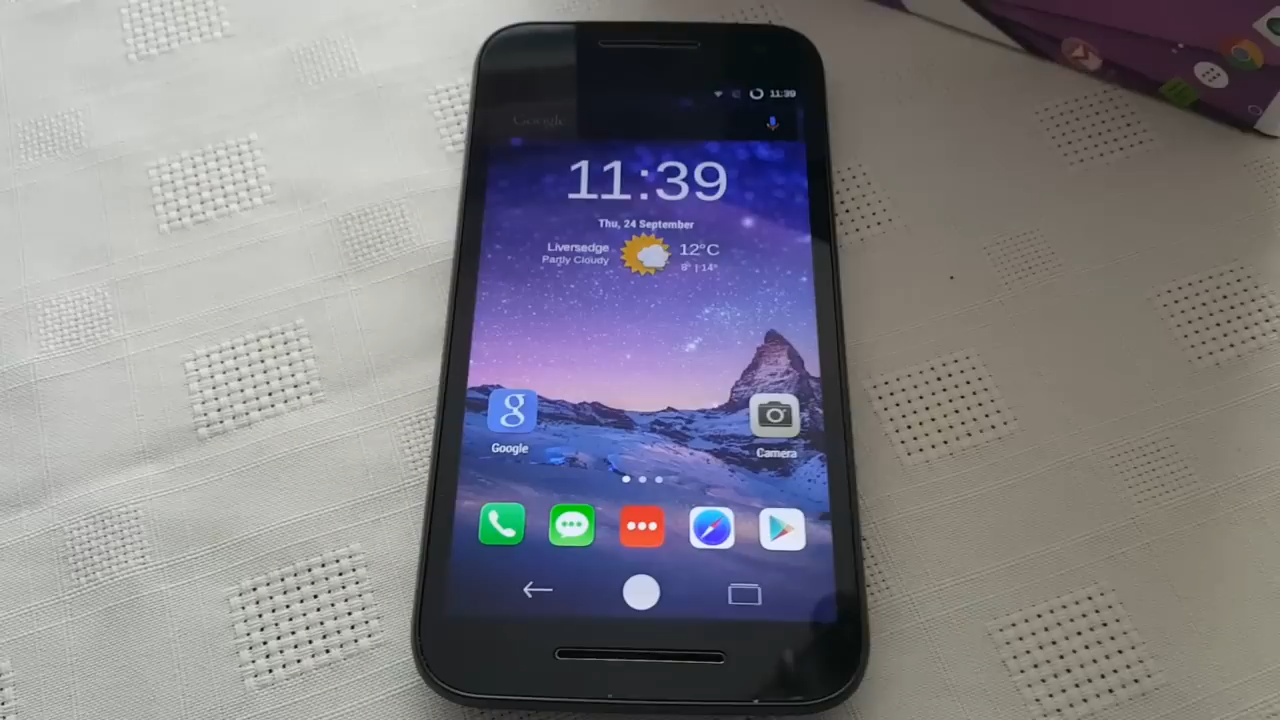 11:39
Google
11:39
Thu, 24 September
Liversedge
Partly Cloudy
12°C
8° | 14°
g
Google
Camera